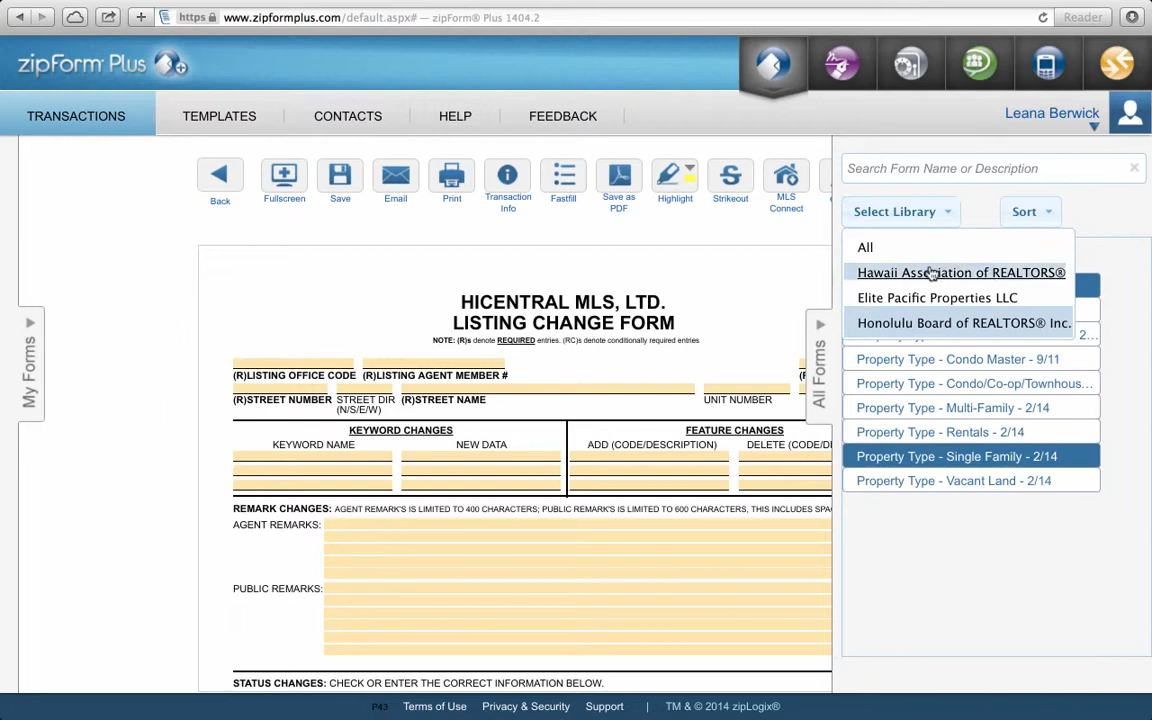 https www.zipformplus.com/default.aspx# — zipForm® Plus 1404.2
Reader
zipForm Plus
TRANSACTIONS
TEMPLATES
CONTACTS
HELP
FEEDBACK
Leana Berwick
Back
Fullscreen
Save
Email
Print
Transaction
Info
Fastfill
Save as
PDF
Highlight
Strikeout
MLS
Connect
Search Form Name or Description
Select Library
Sort
All
Hawaii Association of REALTORS®
Elite Pacific Properties LLC
Honolulu Board of REALTORS® Inc.
2...
Property Type - Condo Master - 9/11
Property Type - Condo/Co-op/Townhous...
Property Type - Multi-Family - 2/14
Property Type - Rentals - 2/14
Property Type - Single Family - 2/14
Property Type - Vacant Land - 2/14
My Forms
All Forms
HICENTRAL MLS, LTD.
LISTING CHANGE FORM
NOTE: (R)s denote REQUIRED entries. (RC)s denote conditionally required entries
(R)LISTING OFFICE CODE (R)LISTING AGENT MEMBER #
(R)STREET NUMBER STREET DIR (R)STREET NAME UNIT NUMBER
(N/S/E/W)
KEYWORD CHANGES FEATURE CHANGES
KEYWORD NAME NEW DATA ADD (CODE/DESCRIPTION) DELETE (CODE/DE
REMARK CHANGES: AGENT REMARK'S IS LIMITED TO 400 CHARACTERS; PUBLIC REMARK'S IS LIMITED TO 600 CHARACTERS, THIS INCLUDES SPA
AGENT REMARKS:
PUBLIC REMARKS:
STATUS CHANGES: CHECK OR ENTER THE CORRECT INFORMATION BELOW.
P43 Terms of Use Privacy & Security Support | TM & © 2014 zipLogix®